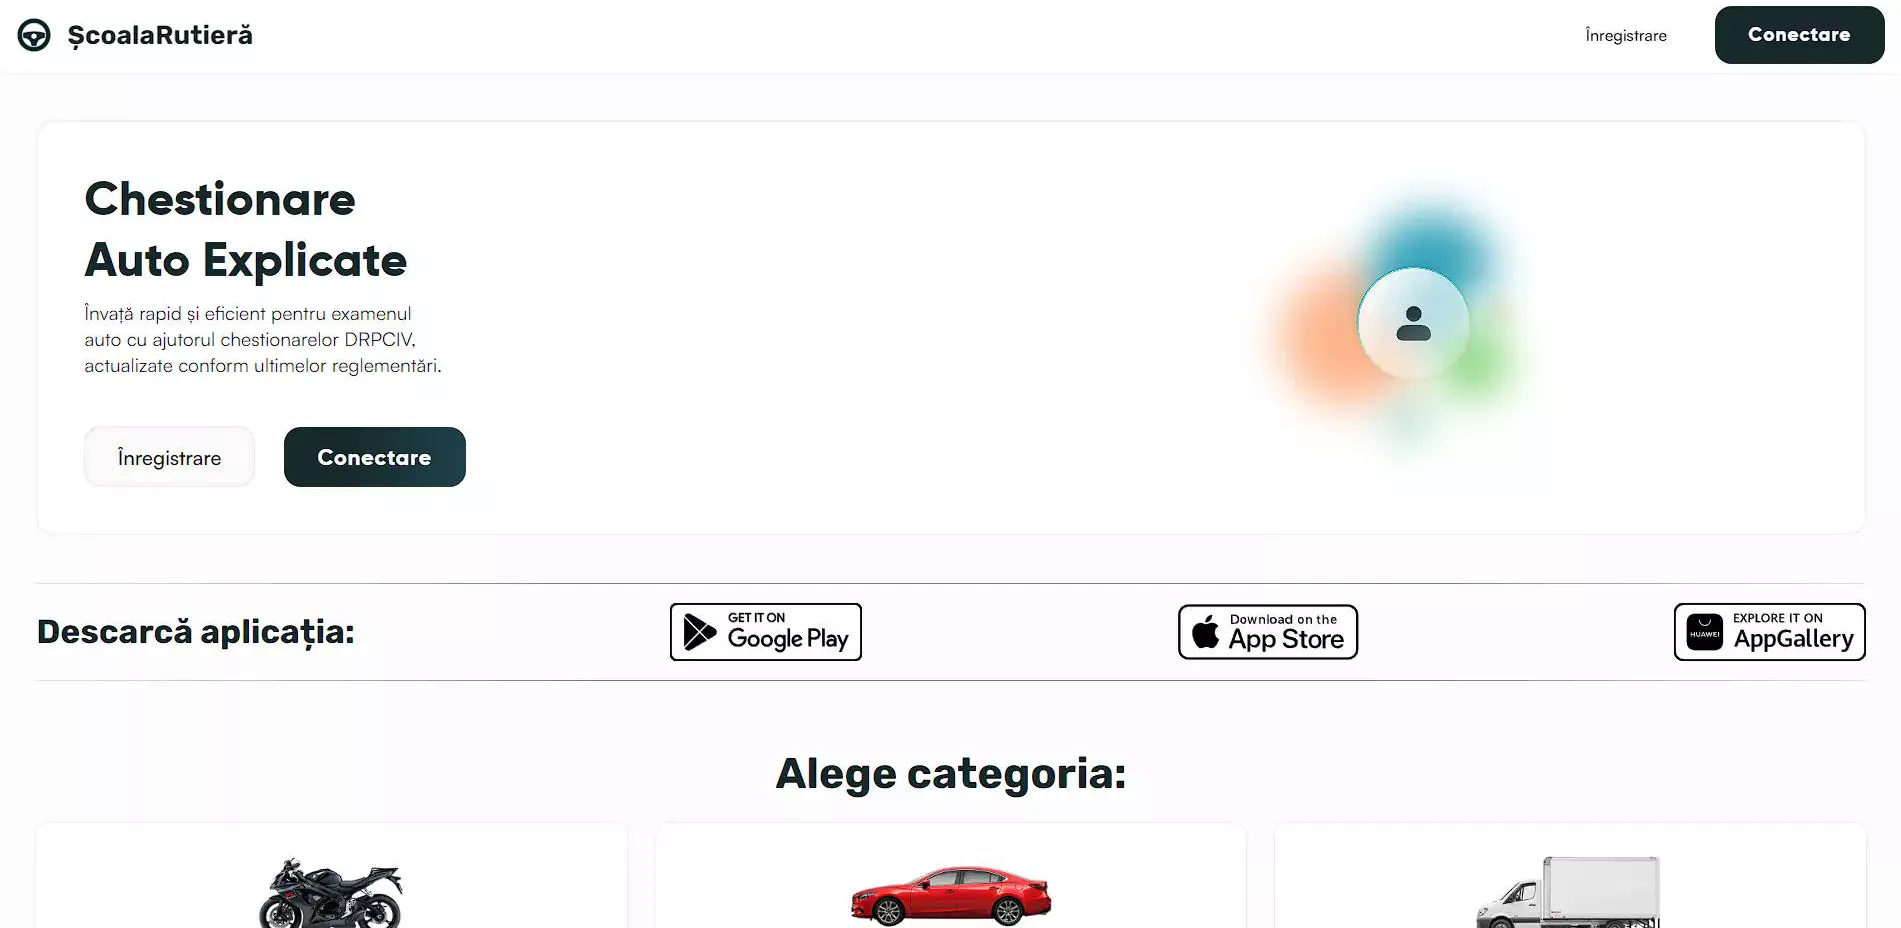 ȘcoalaRutieră
Înregistrare
Conectare
Chestionare
Auto Explicate
Învață rapid și eficient pentru examenul
auto cu ajutorul chestionarelor DRPCIV,
actualizate conform ultimelor reglementări.
Înregistrare
Conectare
Descarcă aplicația:
GET IT ON
Google Play
Download on the
App Store
HUAWEI
EXPLORE IT ON
AppGallery
Alege categoria: